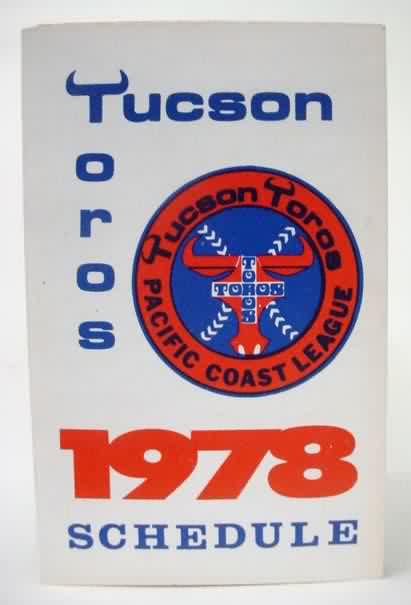 Tucson
Toros
Tucson Toros
TOROS
TOROS
PACIFIC COAST LEAGUE
1978
SCHEDULE